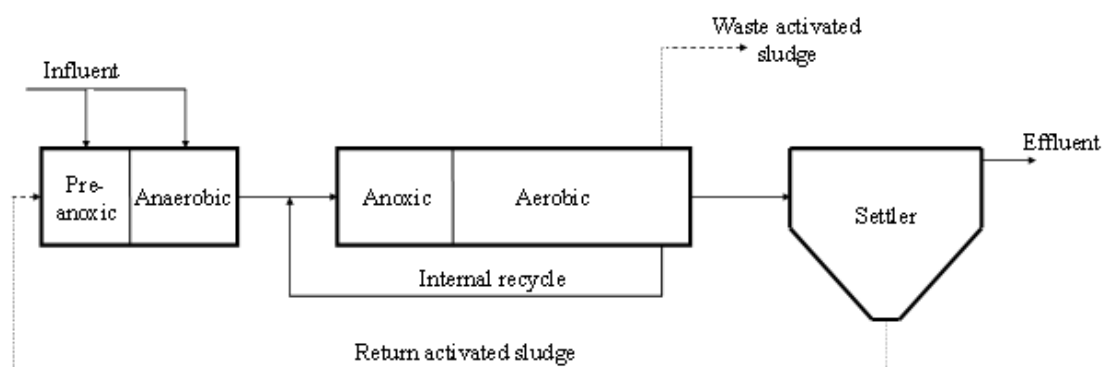 Waste activated
sludge
Influent
Effluent
Pre-
anoxic
Anaerobic
Anoxic
Aerobic
Settler
Internal recycle
Return activated sludge